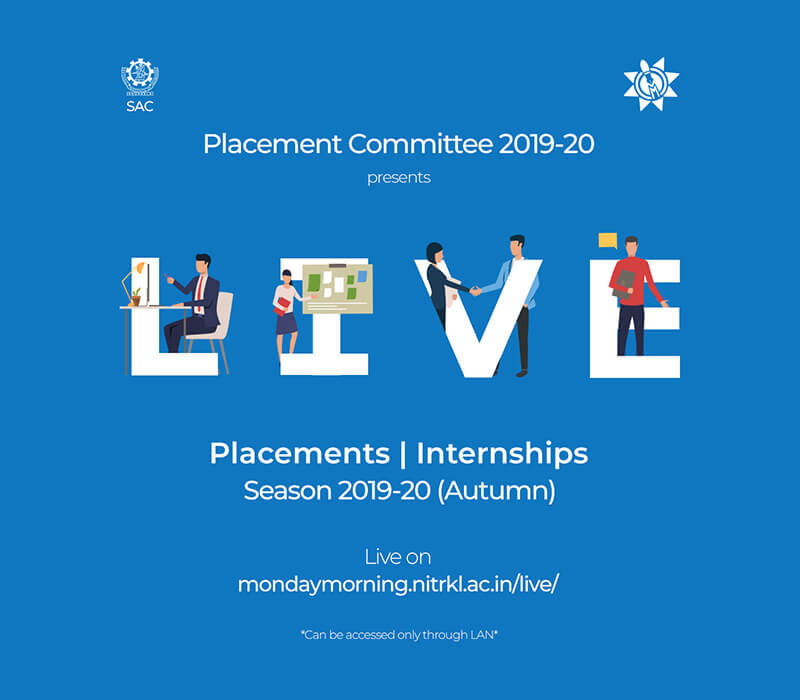 SAC
Placement Committee 2019-20
presents
LIVE
Placements | Internships
Season 2019-20 (Autumn)
Live on
mondaymorning.nitrkl.ac.in/live/
*Can be accessed only through LAN*